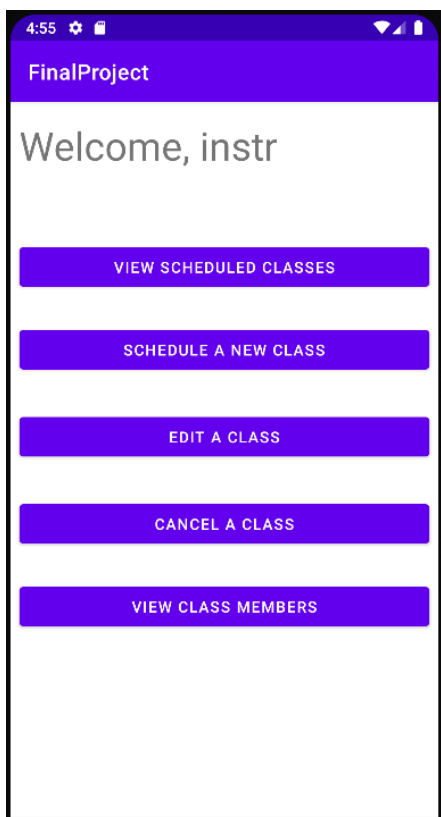 4:55
FinalProject
Welcome, instr
VIEW SCHEDULED CLASSES
SCHEDULE A NEW CLASS
EDIT A CLASS
CANCEL A CLASS
VIEW CLASS MEMBERS